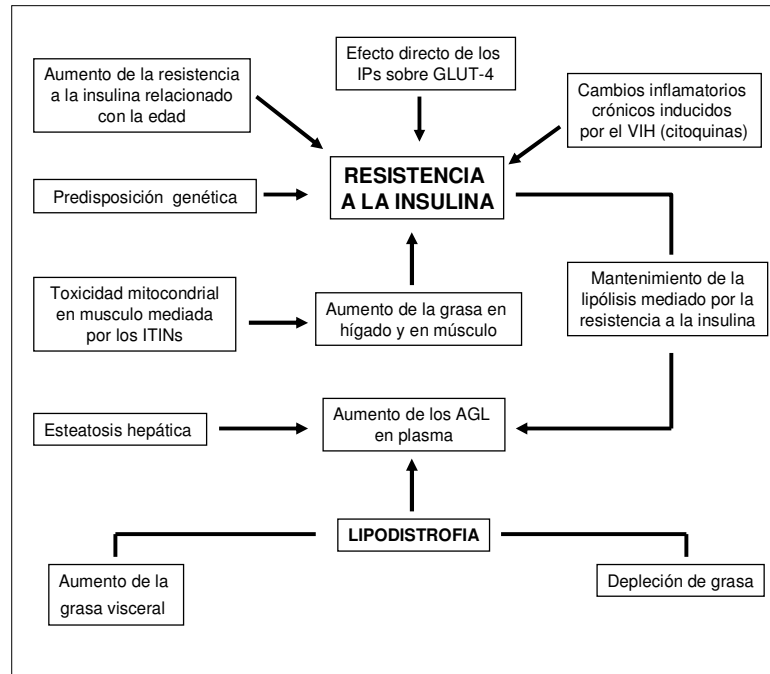 Efecto directo de los
IPs sobre GLUT-4
Aumento de la resistencia
a la insulina relacionado
con la edad
Cambios inflamatorios
crónicos inducidos
por el VIH (citoquinas)
RESISTENCIA
A LA INSULINA
Predisposición genética
Toxicidad mitocondrial
en musculo mediada
por los ITINs
Aumento de la grasa en
hígado y en músculo
Mantenimiento de la
lipólisis mediado por la
resistencia a la insulina
Esteatosis hepática
Aumento de los AGL
en plasma
LIPODISTROFIA
Aumento de la
grasa visceral
Depleción de grasa